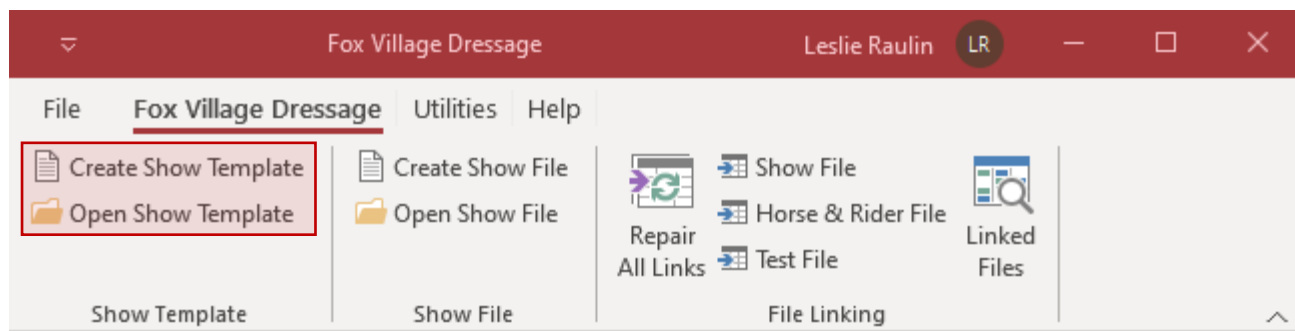 Fox Village Dressage
Leslie Raulin LR
File Fox Village Dressage Utilities Help
Create Show Template
Open Show Template
Show Template
Create Show File
Open Show File
Show File
Repair
All Links
Show File
Horse & Rider File
Test File
Linked
Files
File Linking